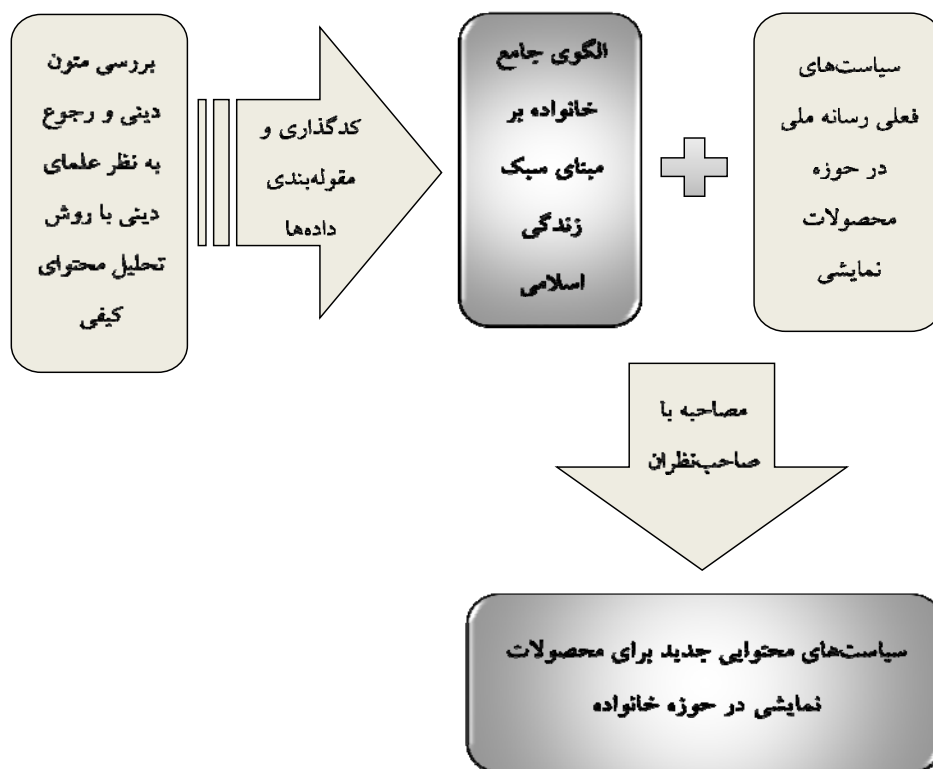 بررسی متون
دینی و رجوع
به نظر علمای
دینی با روش
تحلیل محتوای
کیفی
کدگذاری و
مقوله‌بندی
داده‌ها
الگوی جامع
خانواده بر
مبنای سبک
زندگی
اسلامی
سیاست‌های
فعلی رسانه ملی
در حوزه
محصولات
نمایشی
مصاحبه با
صاحب‌نظران
سیاست‌های محتوایی جدید برای محصولات
نمایشی در حوزه خانواده